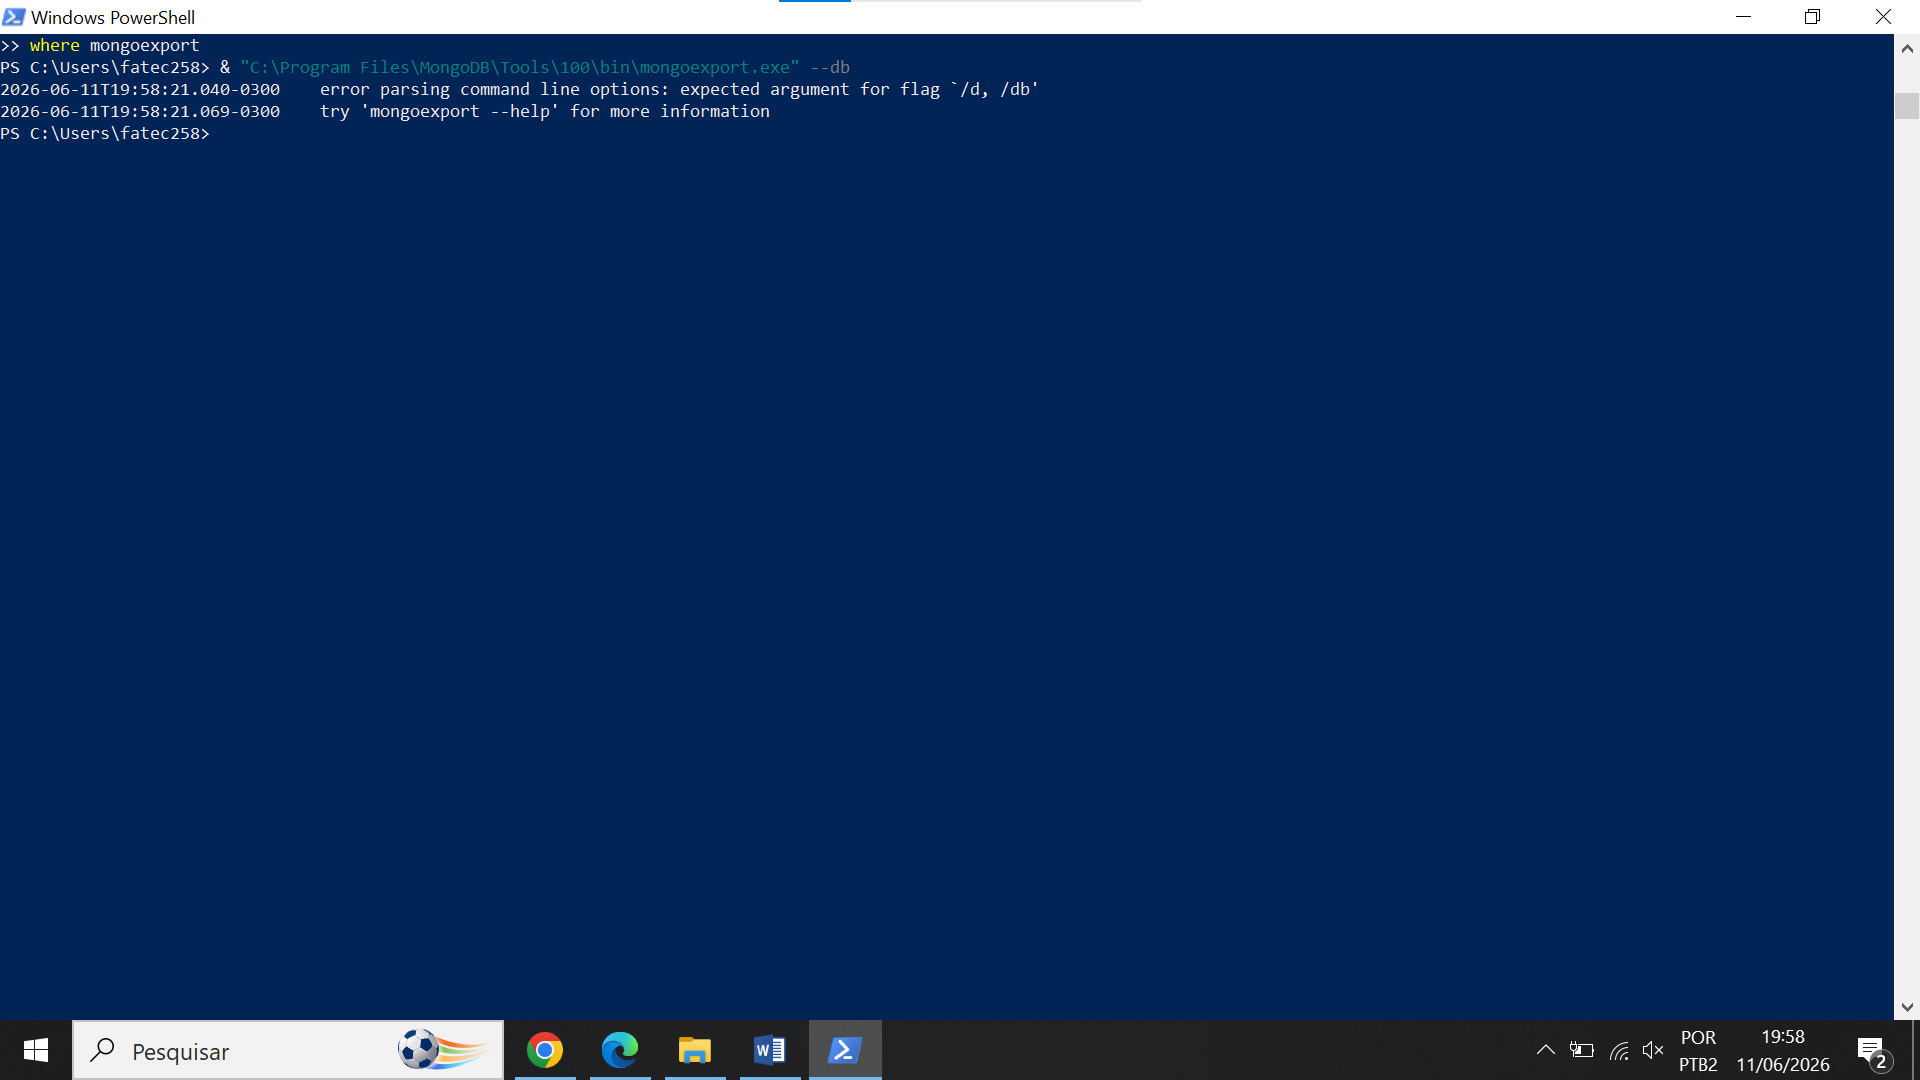 Windows PowerShell
>> where mongoexport
PS C:\Users\fatec258> & "C:\Program Files\MongoDB\Tools\100\bin\mongoexport.exe" --db
2026-06-11T19:58:21.040-0300    error parsing command line options: expected argument for flag `/d, /db'
2026-06-11T19:58:21.069-0300    try 'mongoexport --help' for more information
PS C:\Users\fatec258>
Pesquisar
POR
PTB2
19:58
11/06/2026
2